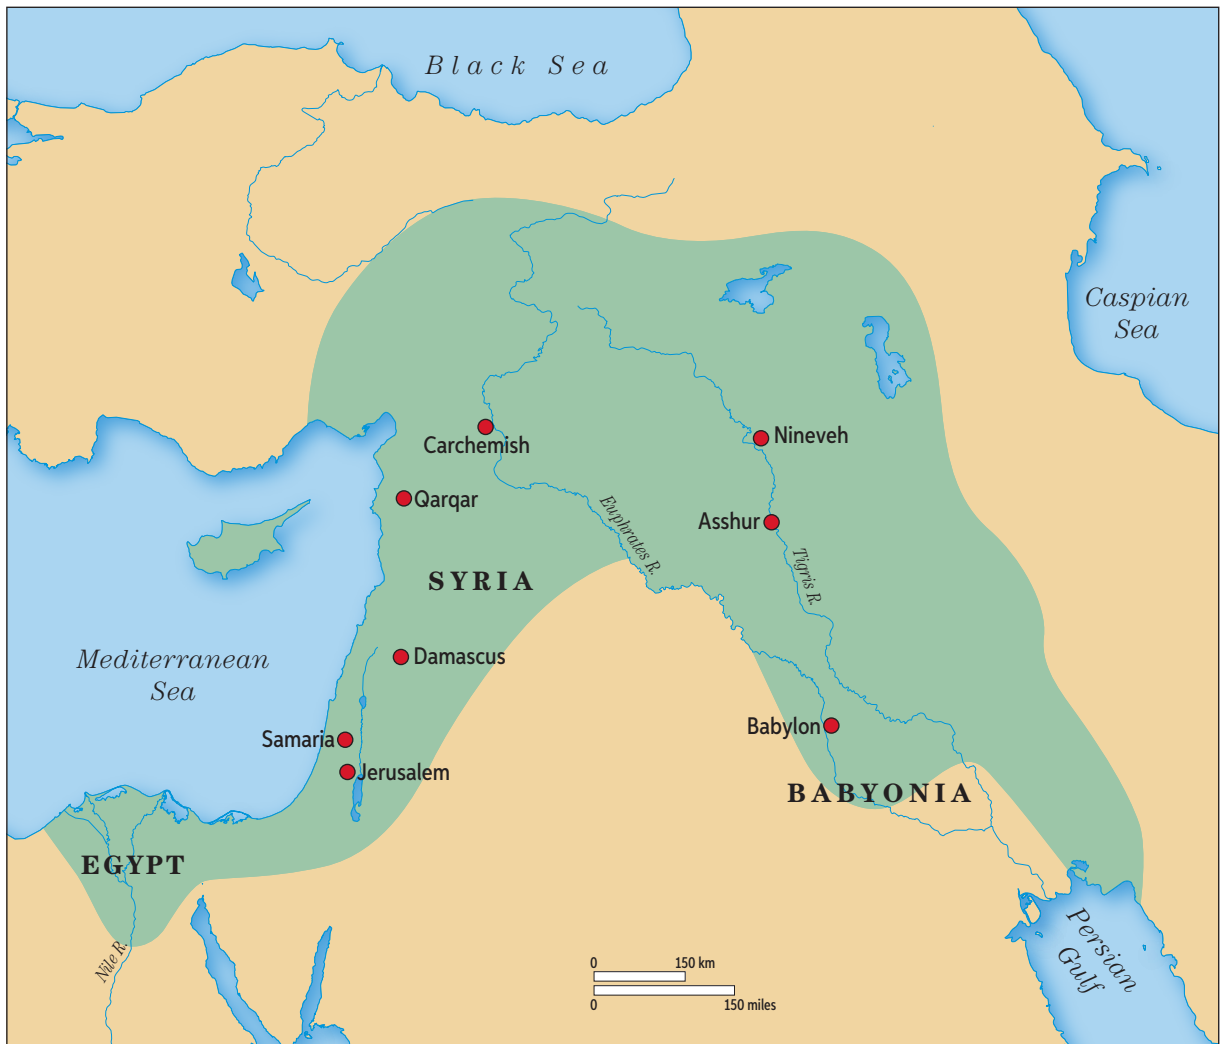 Black Sea
Caspian
Sea
Carchemish
Nineveh
Qarqar
Asshur
Euphrates R.
Tigris R.
SYRIA
Mediterranean
Sea
Damascus
Samaria
Jerusalem
Babylon
BABYONIA
EGYPT
Nile R.
Persian
Gulf
0 150 km
0 150 miles